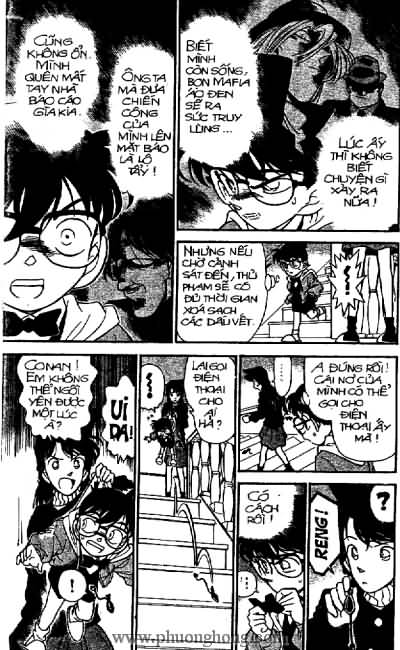 CŨNG
KHÔNG ỔN.
MÌNH
QUÊN MẤT
TAY NHÀ
BÁO CÁO
GIÀ KIA.
ÔNG TA
MÀ ĐƯA
CHIẾN
CÔNG
CỦA
MÌNH LÊN
MẶT BÁO
LÀ LỘ
TẨY!
BIẾT
MÌNH
CÒN SỐNG,
BỌN MAFIA
ÁO ĐEN
SẼ RA
SỨC TRUY
LÙNG...
LÚC ẤY
THÌ KHÔNG
BIẾT
CHUYỆN GÌ
XẢY RA
NỮA!
NHƯNG NẾU
CHỜ CẢNH
SÁT ĐẾN, THỦ
PHẠM SẼ CÓ
ĐỦ THỜI GIAN
XOÁ SẠCH
CÁC DẤU VẾT.
CONAN!
EM KHÔNG
THỂ NGỒI
YÊN ĐƯỢC
MỘT LÚC
À?
UI
DA!
!
LẠI GỌI
ĐIỆN
THOẠI
CHO
AI
HẢ?
A ĐÚNG RỒI!
CÁI NƠ CỦA
MÌNH CÓ THỂ
GỌI CHO
ĐIỆN
THOẠI ẤY
MÀ!
CÓ
CÁCH
RỒI!
RENG!
?